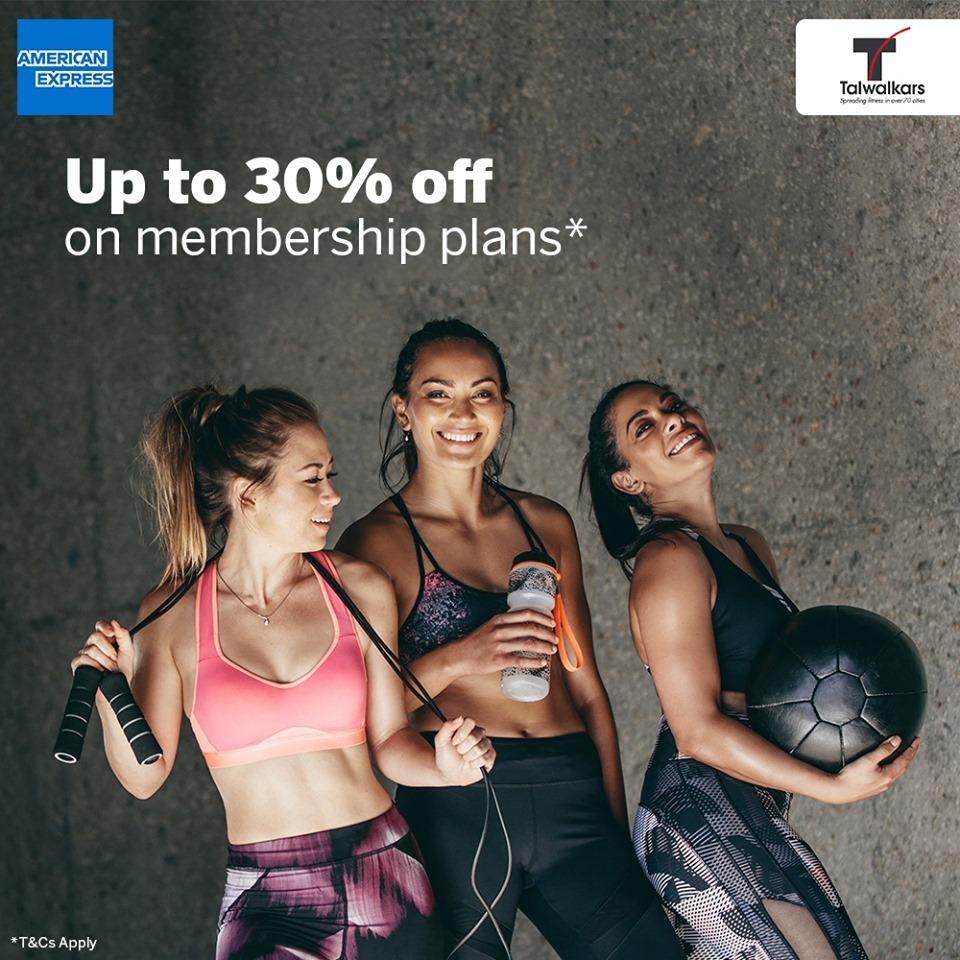 AMERICAN
EXPRESS
Talwalkars
Spreading fitness in over 70 cities
Up to 30% off
on membership plans*
*T&Cs Apply